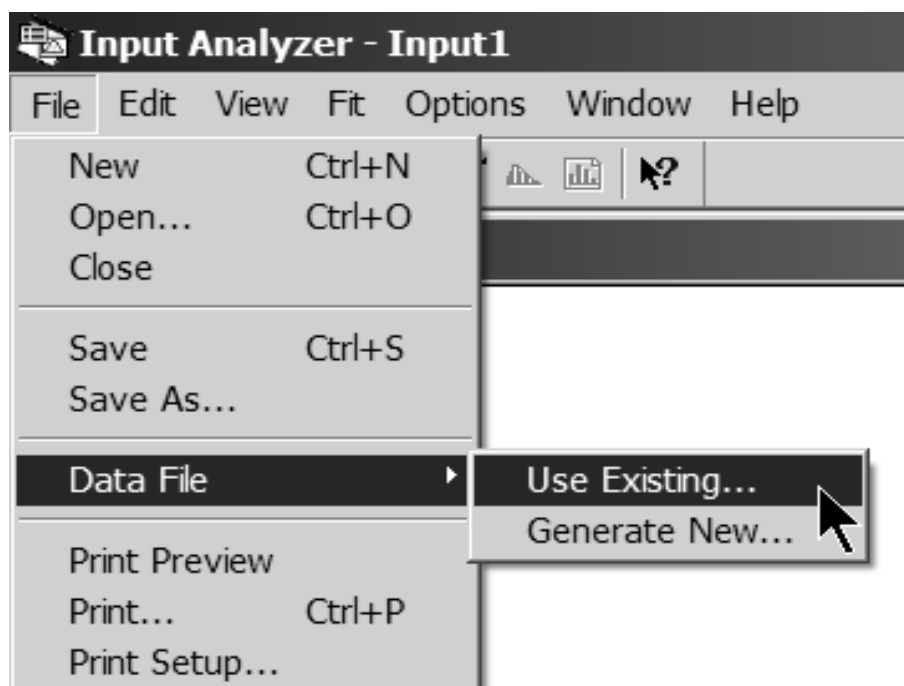 Input Analyzer - Input1
File Edit View Fit Options Window Help
New Ctrl+N
Open... Ctrl+O
Close
Save Ctrl+S
Save As...
Data File
Use Existing...
Generate New...
Print Preview
Print... Ctrl+P
Print Setup...